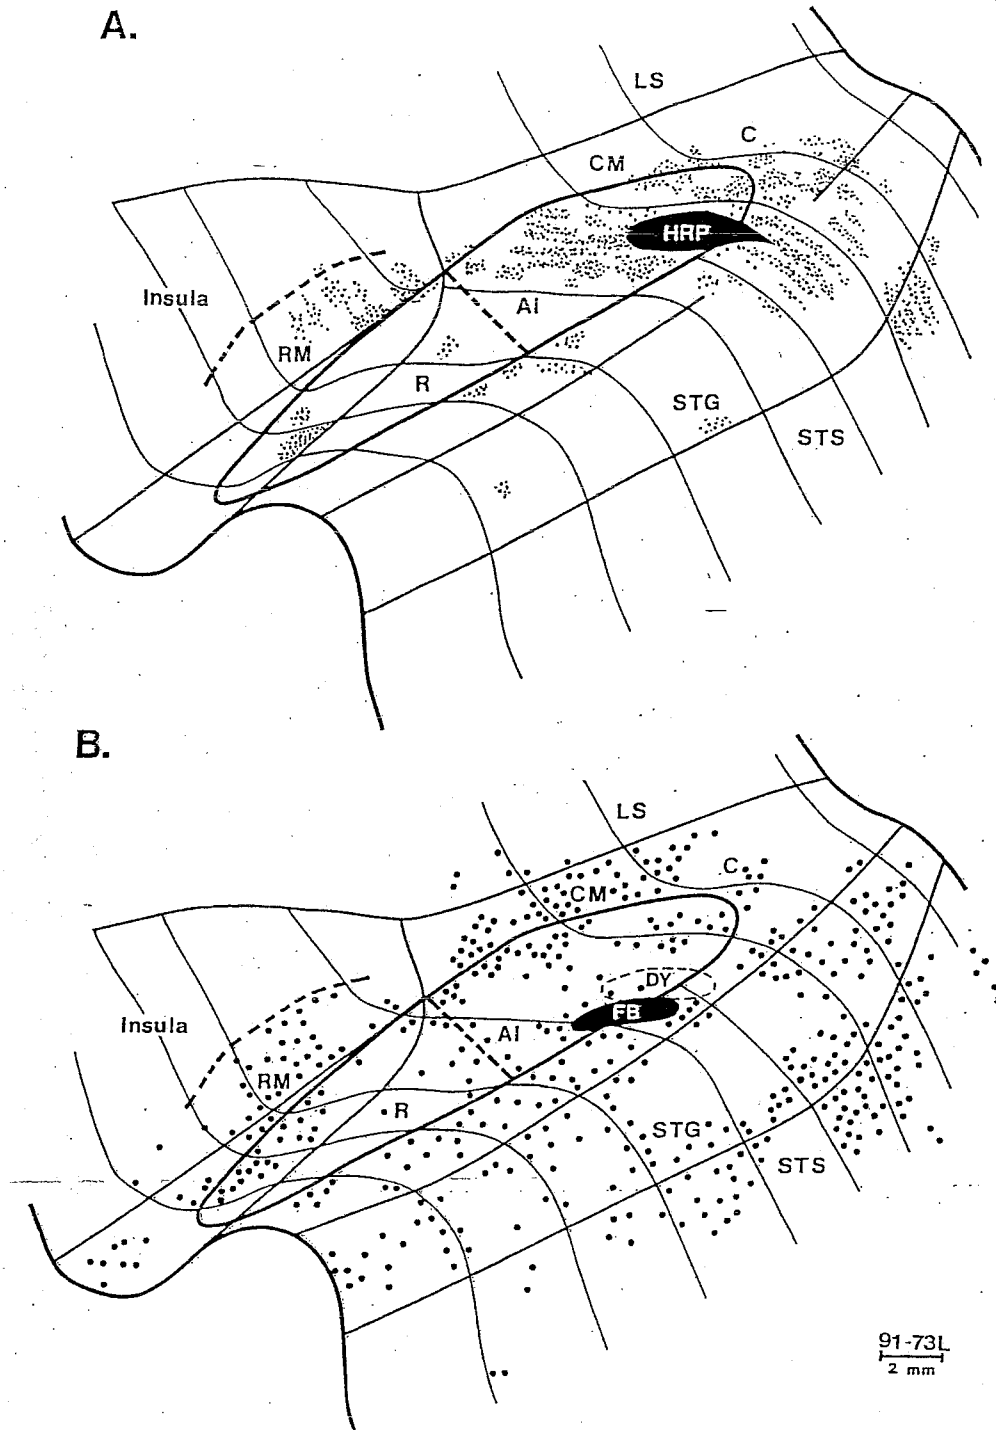 A.
LS
C
CM
HRP
Insula
AI
RM
R
STG
STS
B.
LS
C
CM
DY
FB
Insula
AI
RM
R
STG
STS
91-73L
2 mm